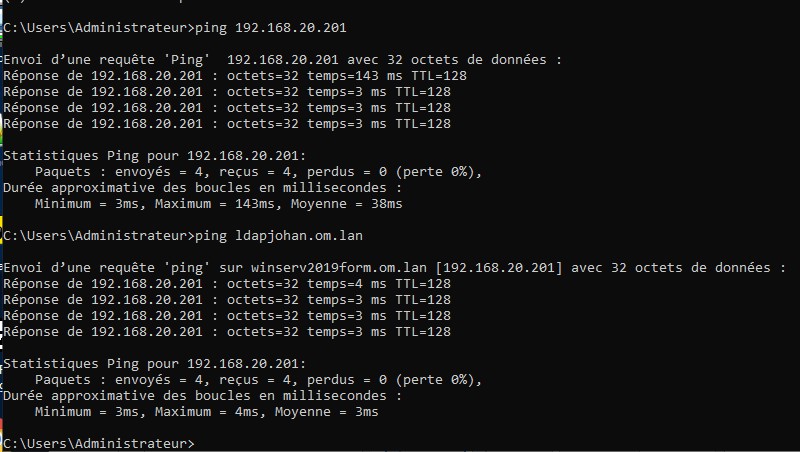 C:\Users\Administrateur>ping 192.168.20.201
Envoi d’une requête 'Ping'  192.168.20.201 avec 32 octets de données :
Réponse de 192.168.20.201 : octets=32 temps=143 ms TTL=128
Réponse de 192.168.20.201 : octets=32 temps=3 ms TTL=128
Réponse de 192.168.20.201 : octets=32 temps=3 ms TTL=128
Réponse de 192.168.20.201 : octets=32 temps=3 ms TTL=128
Statistiques Ping pour 192.168.20.201:
    Paquets : envoyés = 4, reçus = 4, perdus = 0 (perte 0%),
Durée approximative des boucles en millisecondes :
    Minimum = 3ms, Maximum = 143ms, Moyenne = 38ms
C:\Users\Administrateur>ping ldapjohan.om.lan
Envoi d’une requête 'ping' sur winserv2019form.om.lan [192.168.20.201] avec 32 octets de données :
Réponse de 192.168.20.201 : octets=32 temps=4 ms TTL=128
Réponse de 192.168.20.201 : octets=32 temps=3 ms TTL=128
Réponse de 192.168.20.201 : octets=32 temps=3 ms TTL=128
Réponse de 192.168.20.201 : octets=32 temps=3 ms TTL=128
Statistiques Ping pour 192.168.20.201:
    Paquets : envoyés = 4, reçus = 4, perdus = 0 (perte 0%),
Durée approximative des boucles en millisecondes :
    Minimum = 3ms, Maximum = 4ms, Moyenne = 3ms
C:\Users\Administrateur>